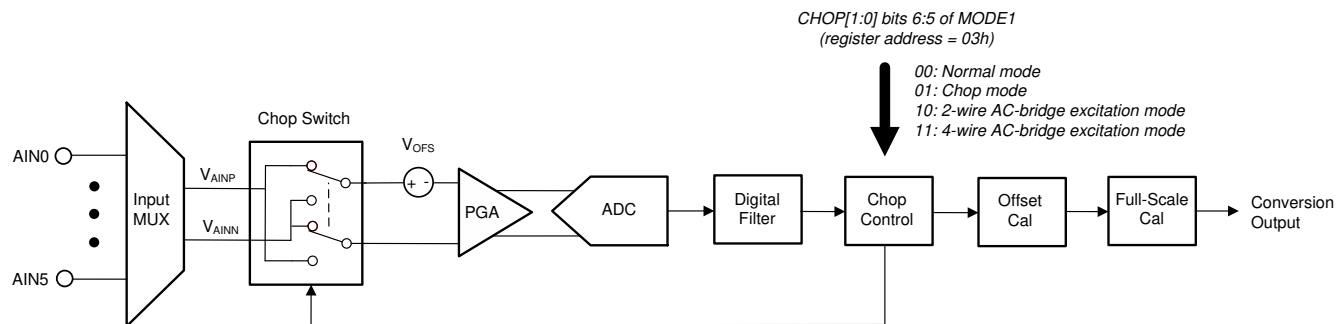 CHOP[1:0] bits 6:5 of MODE1
(register address = 03h)
00: Normal mode
01: Chop mode
10: 2-wire AC-bridge excitation mode
11: 4-wire AC-bridge excitation mode
Chop Switch
VOFS
AIN0
VAINP
Input
MUX
VAINN
AIN5
+ -
PGA
ADC
Digital
Filter
Chop
Control
Offset
Cal
Full-Scale
Cal
Conversion
Output